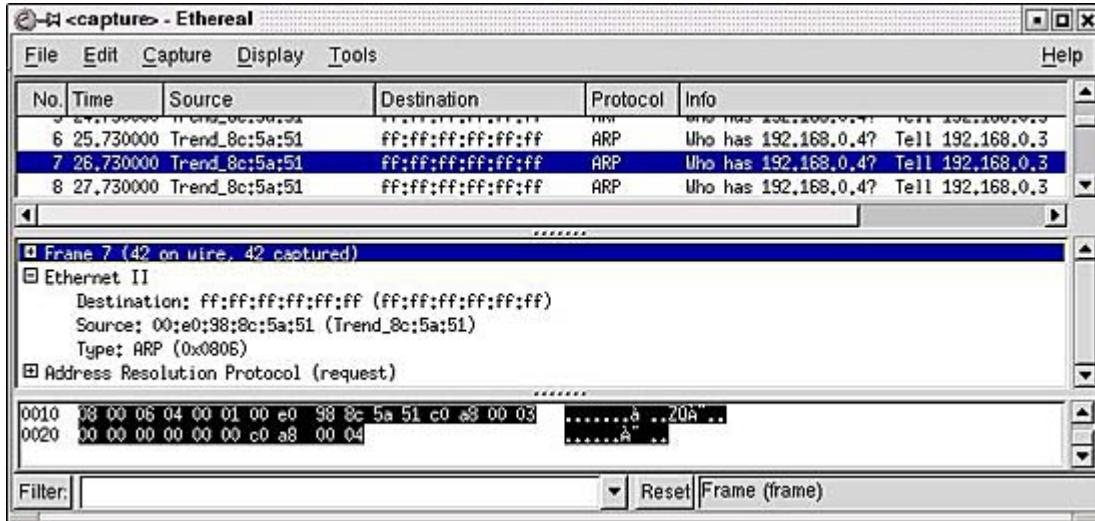 <capture> - Ethereal
File Edit Capture Display Tools Help
No. Time Source Destination Protocol Info
6 25.730000 Trend_8c:5a:51 ff:ff:ff:ff:ff:ff ARP Who has 192.168.0.4? Tell 192.168.0.3
7 26.730000 Trend_8c:5a:51 ff:ff:ff:ff:ff:ff ARP Who has 192.168.0.4? Tell 192.168.0.3
8 27.730000 Trend_8c:5a:51 ff:ff:ff:ff:ff:ff ARP Who has 192.168.0.4? Tell 192.168.0.3
Frame 7 (42 on wire, 42 captured)
Ethernet II
Destination: ff:ff:ff:ff:ff:ff (ff:ff:ff:ff:ff:ff)
Source: 00:e0:98:8c:5a:51 (Trend_8c:5a:51)
Type: ARP (0x0806)
Address Resolution Protocol (request)
0010 08 00 06 04 00 01 00 e0 98 8c 5a 51 c0 a8 00 03 .......à ..ZQÀ¨..
0020 00 00 00 00 00 00 c0 a8 00 04 ......À¨ ..
Filter: Reset Frame (frame)